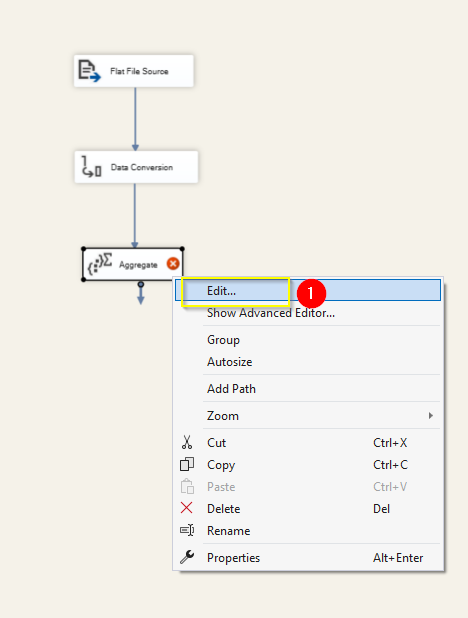 Flat File Source
Data Conversion
Aggregate
Edit...
1
Show Advanced Editor...
Group
Autosize
Add Path
Zoom
Cut Ctrl+X
Copy Ctrl+C
Paste Ctrl+V
Delete Del
Rename
Properties Alt+Enter